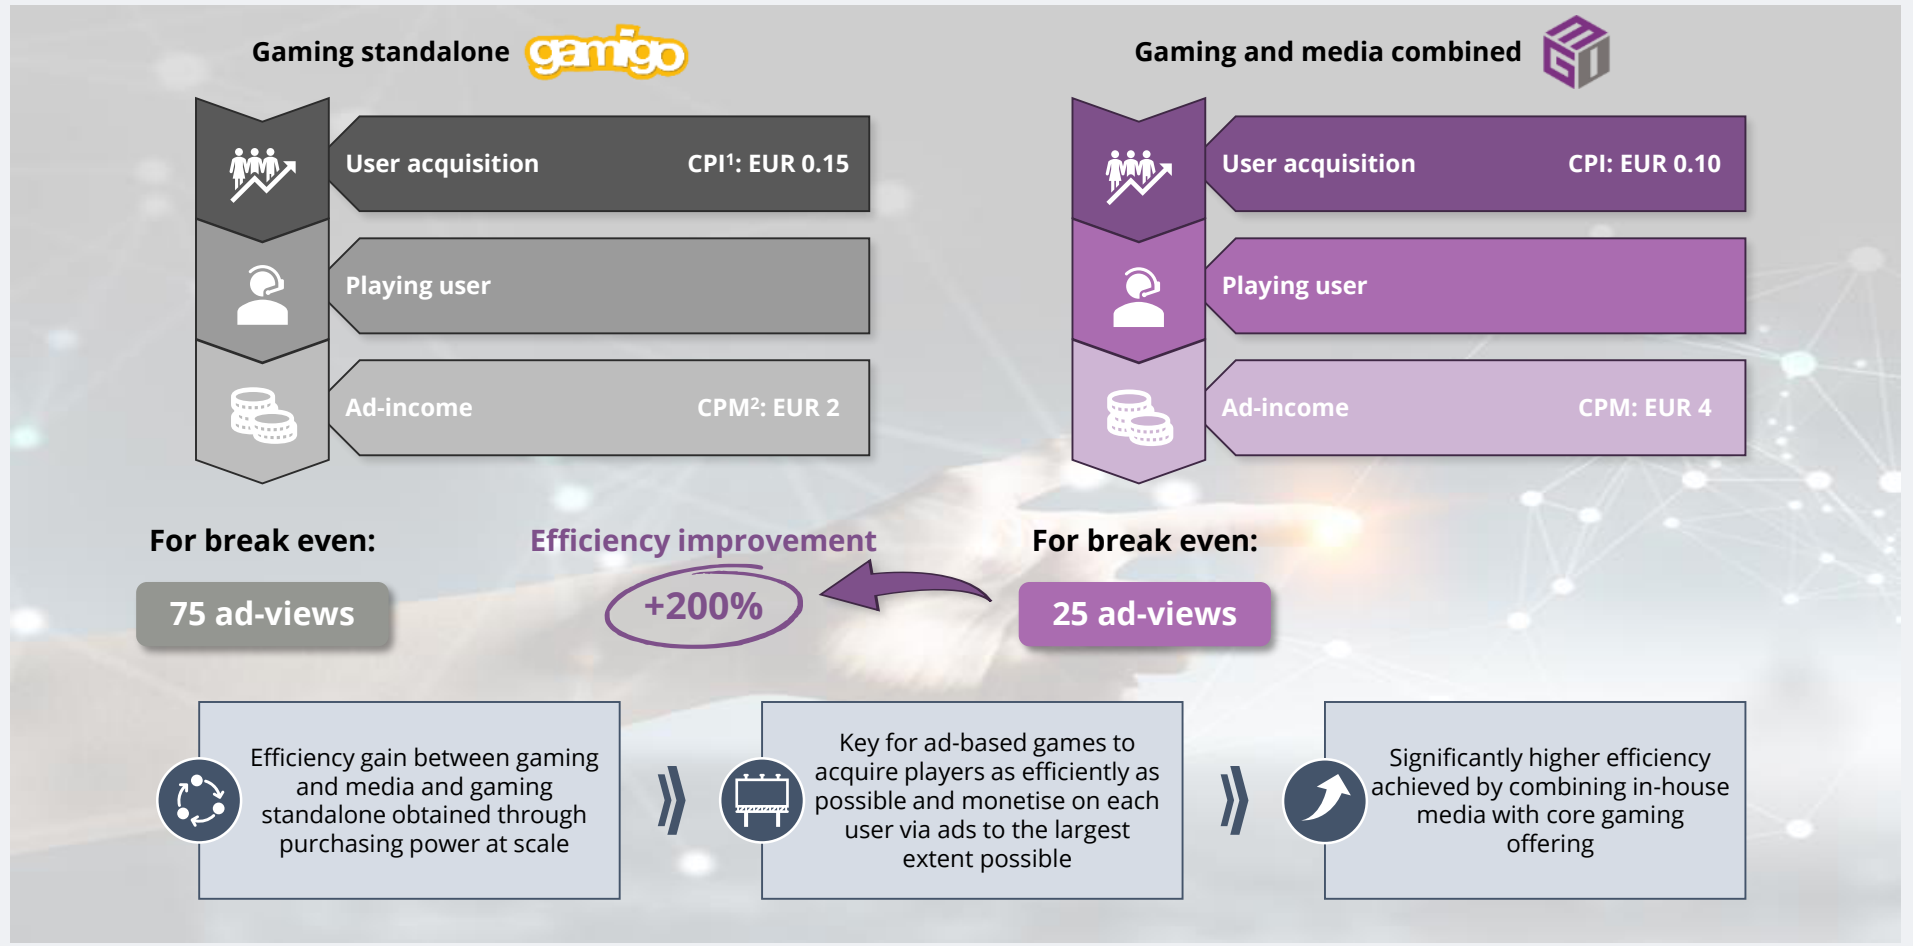 Gaming standalone gamigo
User acquisition CPI¹: EUR 0.15
Playing user
Ad-income CPM²: EUR 2
Gaming and media combined MGI
User acquisition CPI: EUR 0.10
Playing user
Ad-income CPM: EUR 4
For break even:
75 ad-views
Efficiency improvement
+200%
For break even:
25 ad-views
Efficiency gain between gaming
and media and gaming
standalone obtained through
purchasing power at scale
Key for ad-based games to
acquire players as efficiently as
possible and monetise on each
user via ads to the largest
extent possible
Significantly higher efficiency
achieved by combining in-house
media with core gaming
offering